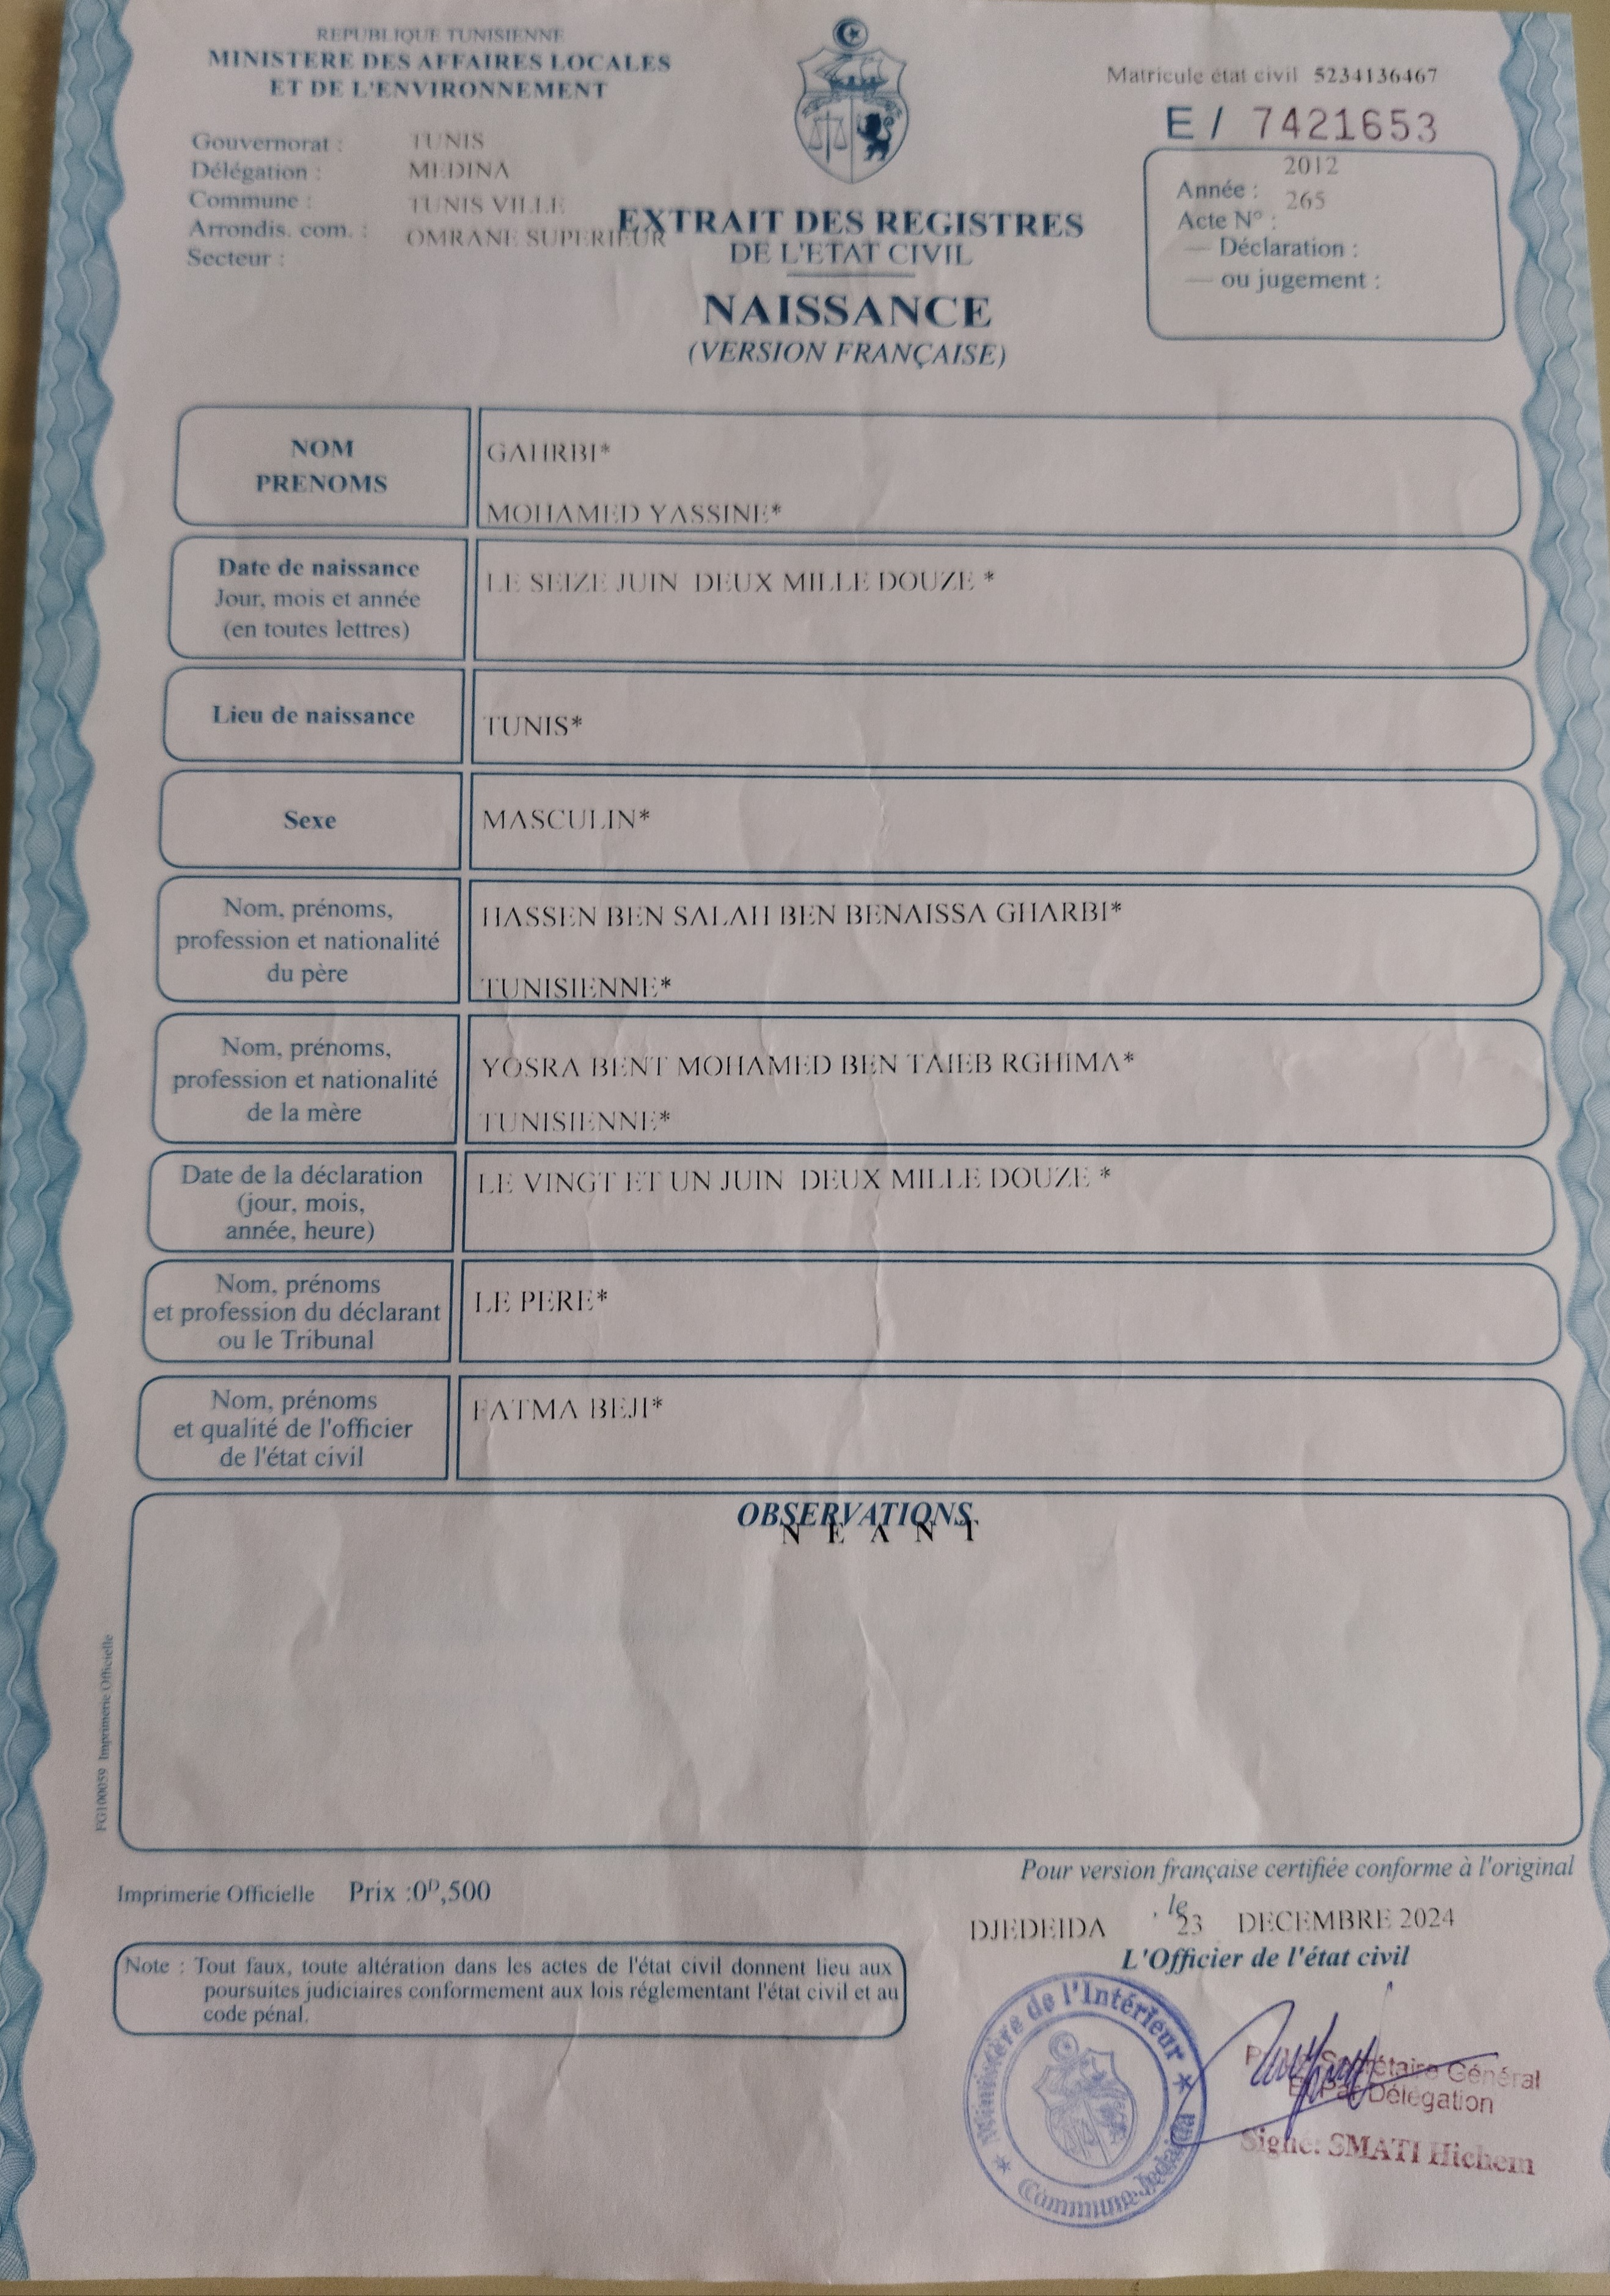 REPUBLIQUE TUNISIENNE
MINISTERE DES AFFAIRES LOCALES
ET DE L'ENVIRONNEMENT
Gouvernorat : TUNIS
Délégation : MEDINA
Commune : TUNIS VILLE
Arrondis. com. : OMRANE SUPERIEUR
Secteur :
Matricule état civil 5234136467
E / 7421653
Année : 2012
Acte N° : 265
— Déclaration :
— ou jugement :
EXTRAIT DES REGISTRES
DE L'ETAT CIVIL
NAISSANCE
(VERSION FRANÇAISE)
NOM
PRENOMS
GAHRBI*
MOHAMED YASSINE*
Date de naissance
Jour, mois et année
(en toutes lettres)
LE SEIZE JUIN DEUX MILLE DOUZE *
Lieu de naissance
TUNIS*
Sexe
MASCULIN*
Nom, prénoms,
profession et nationalité
du père
HASSEN BEN SALAH BEN BENAISSA GHARBI*
TUNISIENNE*
Nom, prénoms,
profession et nationalité
de la mère
YOSRA BENT MOHAMED BEN TAIEB RGHIMA*
TUNISIENNE*
Date de la déclaration
(jour, mois,
année, heure)
LE VINGT ET UN JUIN DEUX MILLE DOUZE *
Nom, prénoms
et profession du déclarant
ou le Tribunal
LE PERE*
Nom, prénoms
et qualité de l'officier
de l'état civil
FATMA BEJI*
OBSERVATIONS
N E A N T
FG100059 Imprimerie Officielle
Imprimerie Officielle Prix :0ᴰ,500
Note : Tout faux, toute altération dans les actes de l'état civil donnent lieu aux
poursuites judiciaires conformement aux lois réglementant l'état civil et au
code pénal.
Pour version française certifiée conforme à l'original
DJEDEIDA , le 23 DECEMBRE 2024
L'Officier de l'état civil
Ministère de l'Intérieur
Commune Jedaida
Secrétaire Général
Et Par Délégation
Signé: SMATI Hichem